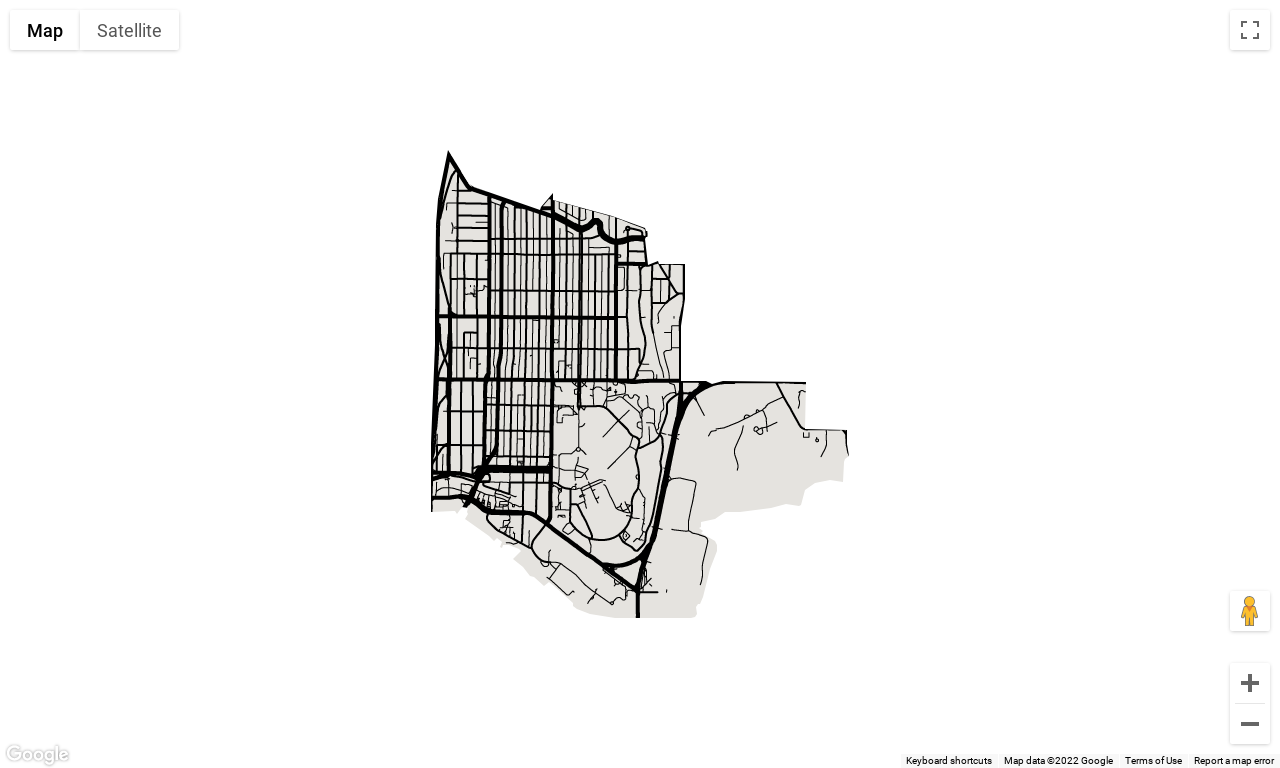 Map
Satellite
Google
Keyboard shortcuts
Map data ©2022 Google
Terms of Use
Report a map error